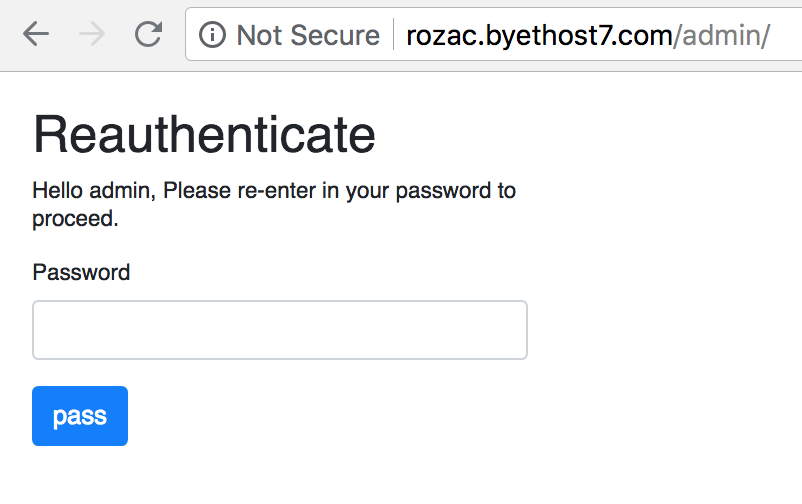 Not Secure rozac.byethost7.com/admin/
Reauthenticate
Hello admin, Please re-enter in your password to
proceed.
Password
pass